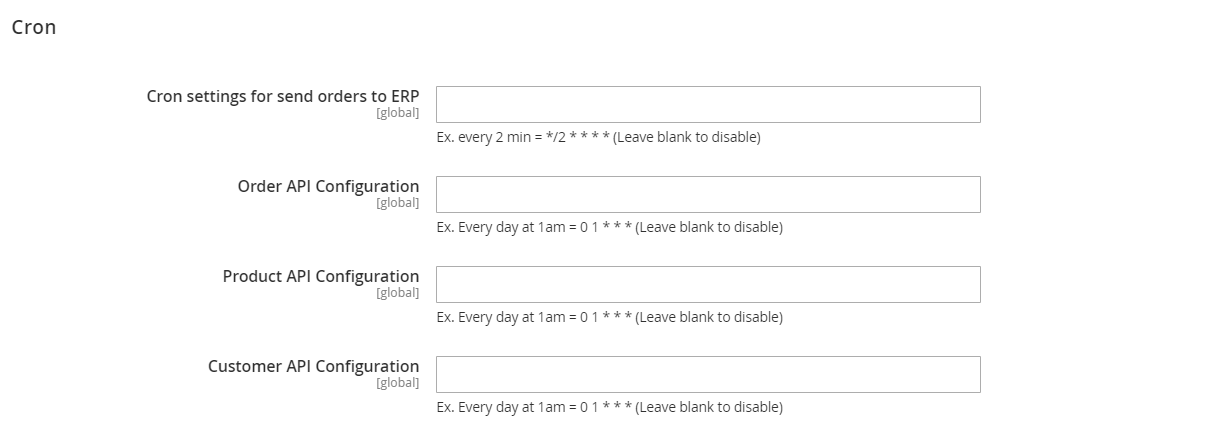 Cron
Cron settings for send orders to ERP
[global]
Ex. every 2 min = */2 * * * * (Leave blank to disable)
Order API Configuration
[global]
Ex. Every day at 1am = 0 1 * * * (Leave blank to disable)
Product API Configuration
[global]
Ex. Every day at 1am = 0 1 * * * (Leave blank to disable)
Customer API Configuration
[global]
Ex. Every day at 1am = 0 1 * * * (Leave blank to disable)